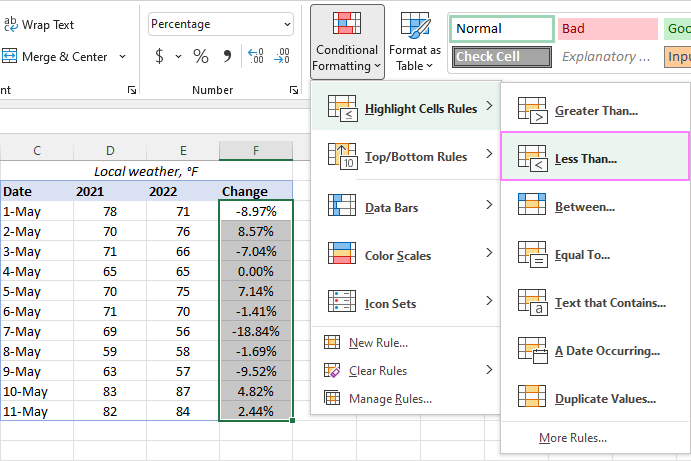 ab Wrap Text
c
Merge & Center
nt
Percentage
$ % 9 ←0 .00 .00 →0
Number
Conditional Formatting
Format as Table
Normal
Bad
Goo
Check Cell
Explanatory ...
Inpu
Highlight Cells Rules
Top/Bottom Rules
10
Data Bars
Color Scales
Icon Sets
New Rule...
Clear Rules
Manage Rules...
Greater Than...
Less Than...
Between...
Equal To...
Text that Contains...
a
A Date Occurring...
Duplicate Values...
More Rules...
C D E F
Local weather, °F
Date 2021 2022 Change
1-May 78 71 -8.97%
2-May 70 76 8.57%
3-May 71 66 -7.04%
4-May 65 65 0.00%
5-May 70 75 7.14%
6-May 71 70 -1.41%
7-May 69 56 -18.84%
8-May 59 58 -1.69%
9-May 63 57 -9.52%
10-May 83 87 4.82%
11-May 82 84 2.44%